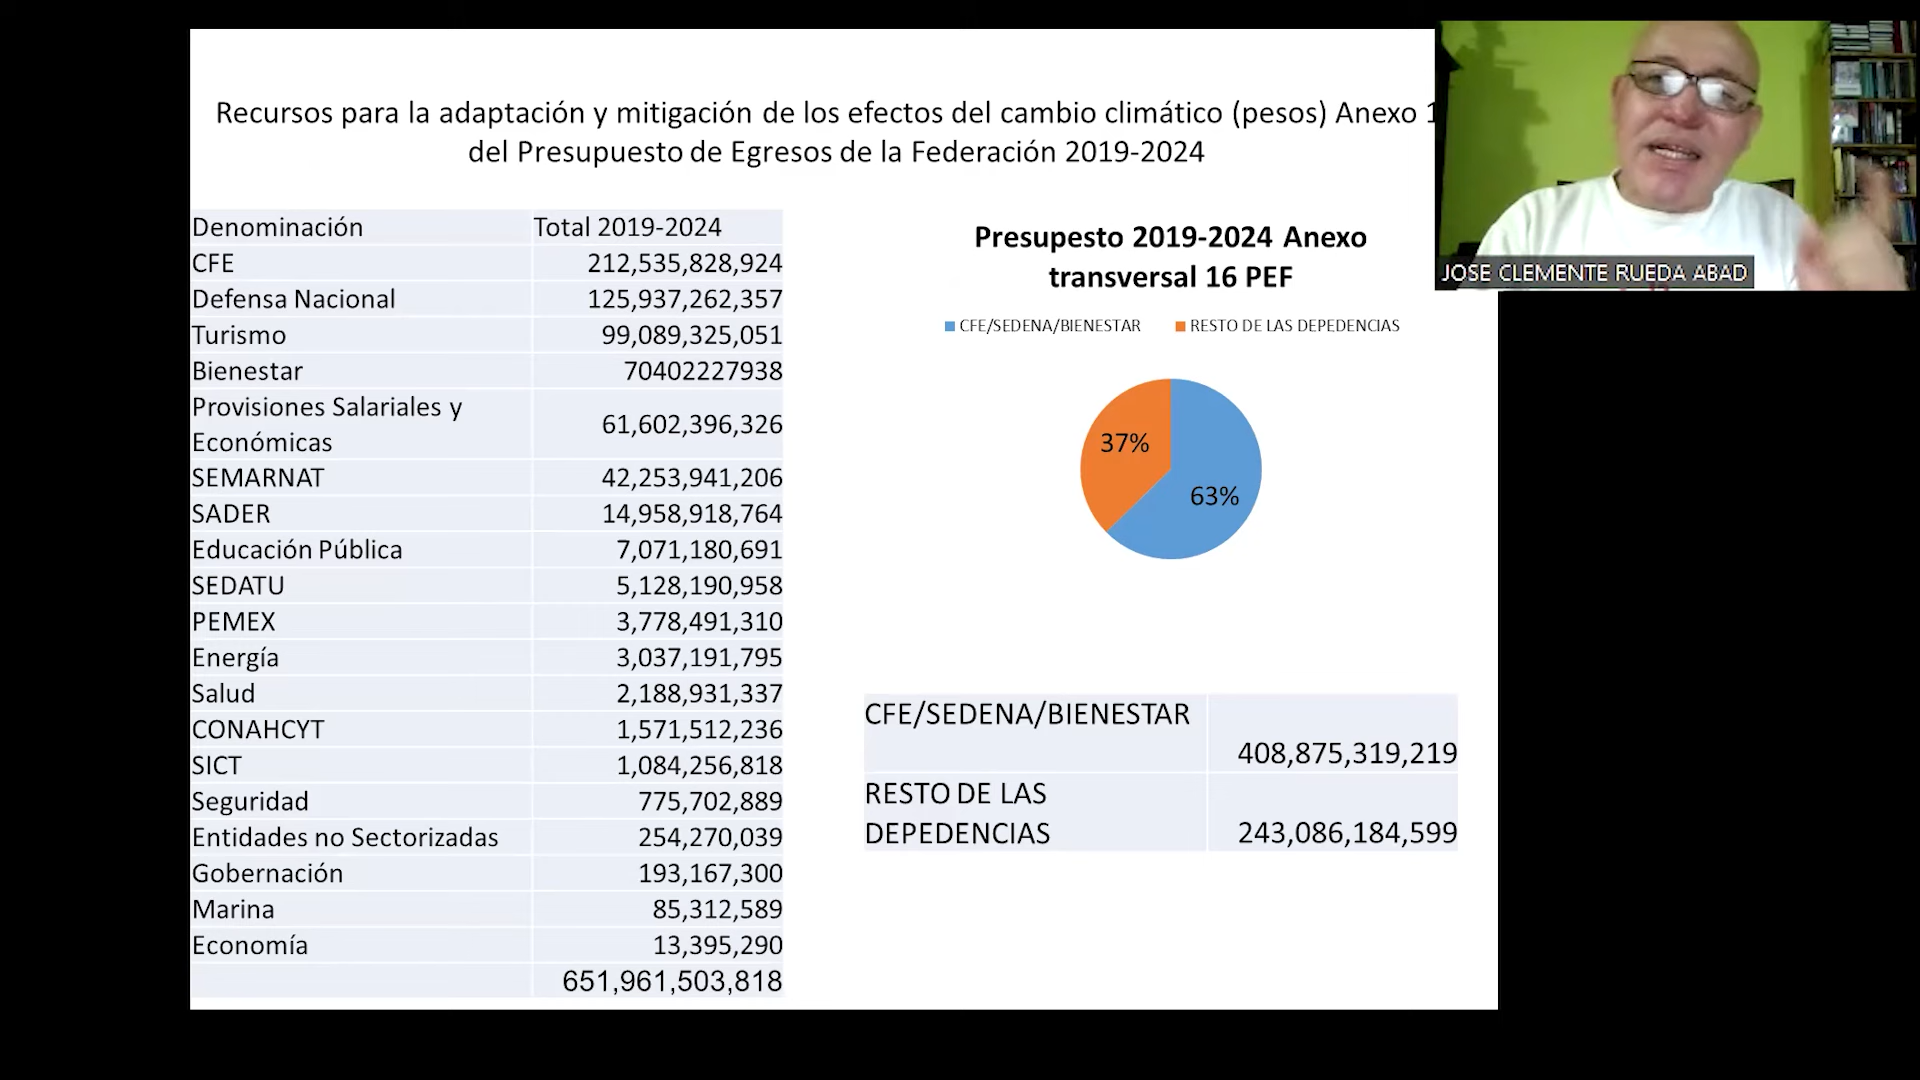 Recursos para la adaptación y mitigación de los efectos del cambio climático (pesos) Anexo 1
del Presupuesto de Egresos de la Federación 2019-2024
Denominación Total 2019-2024
CFE 212,535,828,924
Defensa Nacional 125,937,262,357
Turismo 99,089,325,051
Bienestar 70402227938
Provisiones Salariales y
Económicas 61,602,396,326
SEMARNAT 42,253,941,206
SADER 14,958,918,764
Educación Pública 7,071,180,691
SEDATU 5,128,190,958
PEMEX 3,778,491,310
Energía 3,037,191,795
Salud 2,188,931,337
CONAHCYT 1,571,512,236
SICT 1,084,256,818
Seguridad 775,702,889
Entidades no Sectorizadas 254,270,039
Gobernación 193,167,300
Marina 85,312,589
Economía 13,395,290
651,961,503,818
Presupesto 2019-2024 Anexo
transversal 16 PEF
CFE/SEDENA/BIENESTAR RESTO DE LAS DEPEDENCIAS
37%
63%
CFE/SEDENA/BIENESTAR
408,875,319,219
RESTO DE LAS
DEPEDENCIAS 243,086,184,599
JOSE CLEMENTE RUEDA ABAD